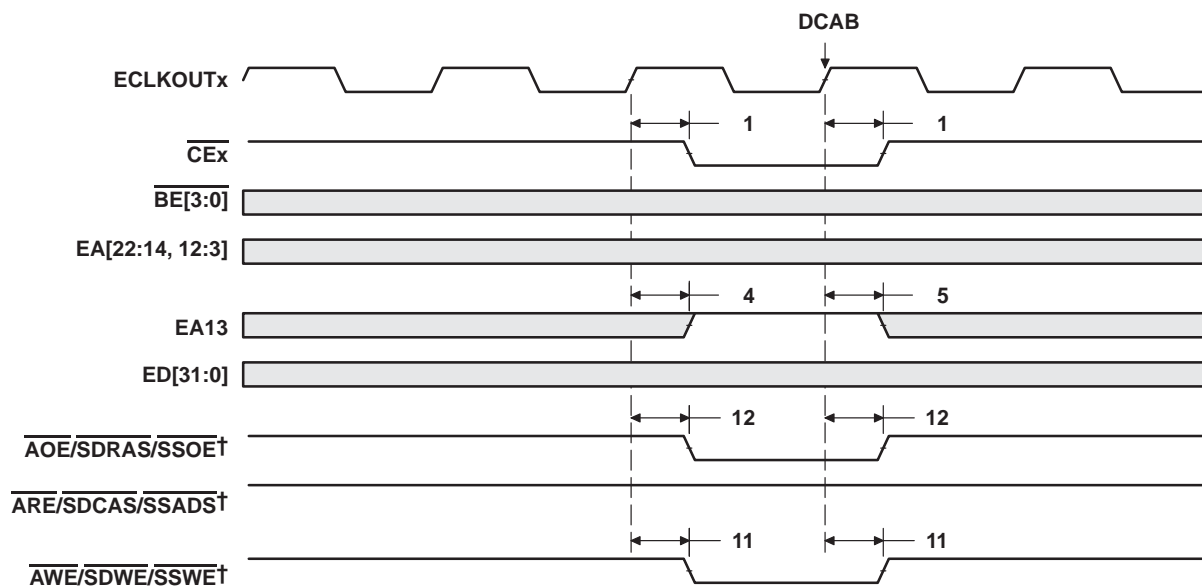 DCAB
ECLKOUTx
1 1
CEx
BE[3:0]
EA[22:14, 12:3]
4 5
EA13
ED[31:0]
12 12
AOE/SDRAS/SSOE†
ARE/SDCAS/SSADS†
11 11
AWE/SDWE/SSWE†